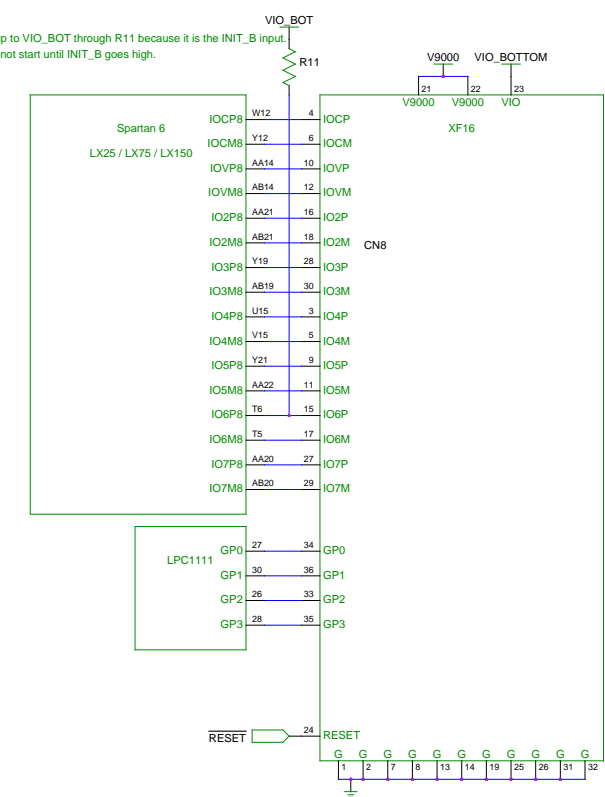 VIO_BOT
up to VIO_BOT through R11 because it is the INIT_B input.
not start until INIT_B goes high.
R11
V9000 VIO_BOTTOM
21 22 23
V9000 V9000 VIO
Spartan 6
LX25 / LX75 / LX150
XF16
CN8
IOCP8 W12 4 IOCP
IOCM8 Y12 6 IOCM
IOVP8 AA14 10 IOVP
IOVM8 AB14 12 IOVM
IO2P8 AA21 16 IO2P
IO2M8 AB21 18 IO2M
IO3P8 Y19 28 IO3P
IO3M8 AB19 30 IO3M
IO4P8 U15 3 IO4P
IO4M8 V15 5 IO4M
IO5P8 Y21 9 IO5P
IO5M8 AA22 11 IO5M
IO6P8 T6 15 IO6P
IO6M8 T5 17 IO6M
IO7P8 AA20 27 IO7P
IO7M8 AB20 29 IO7M
LPC1111
GP0 27 34 GP0
GP1 30 36 GP1
GP2 26 33 GP2
GP3 28 35 GP3
RESET 24 RESET
G G G G G G G G G G G
1 2 7 8 13 14 19 25 26 31 32